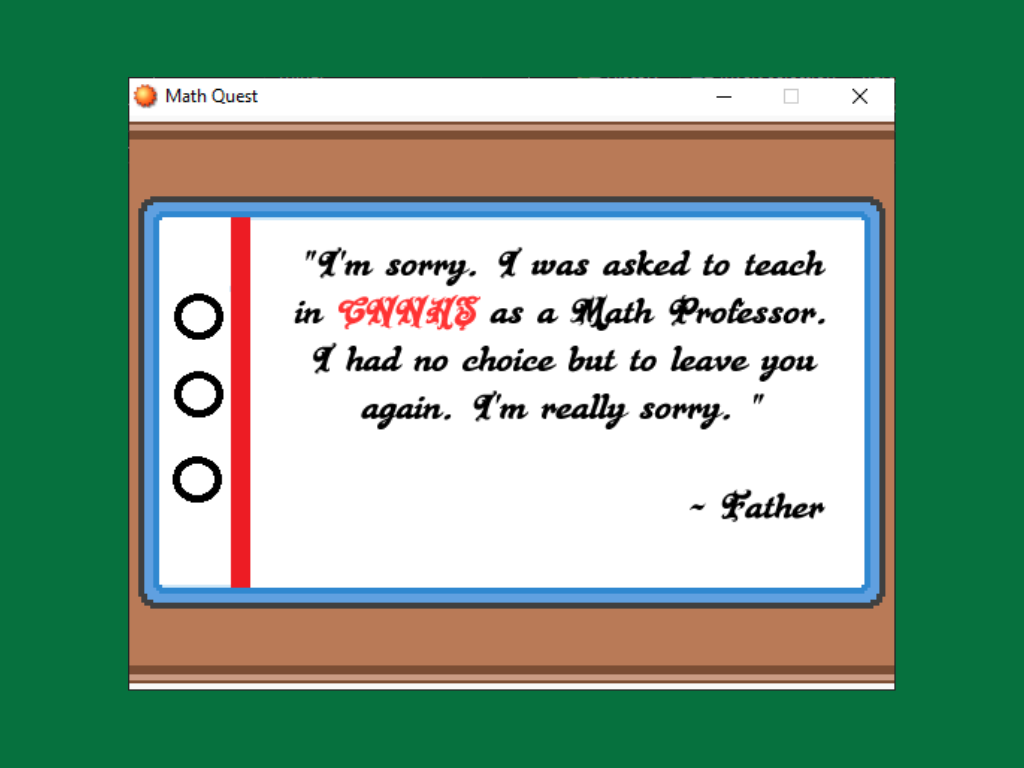 Math Quest
"I'm sorry. I was asked to teach
in CNNHS as a Math Professor.
I had no choice but to leave you
again. I'm really sorry. "
~ Father